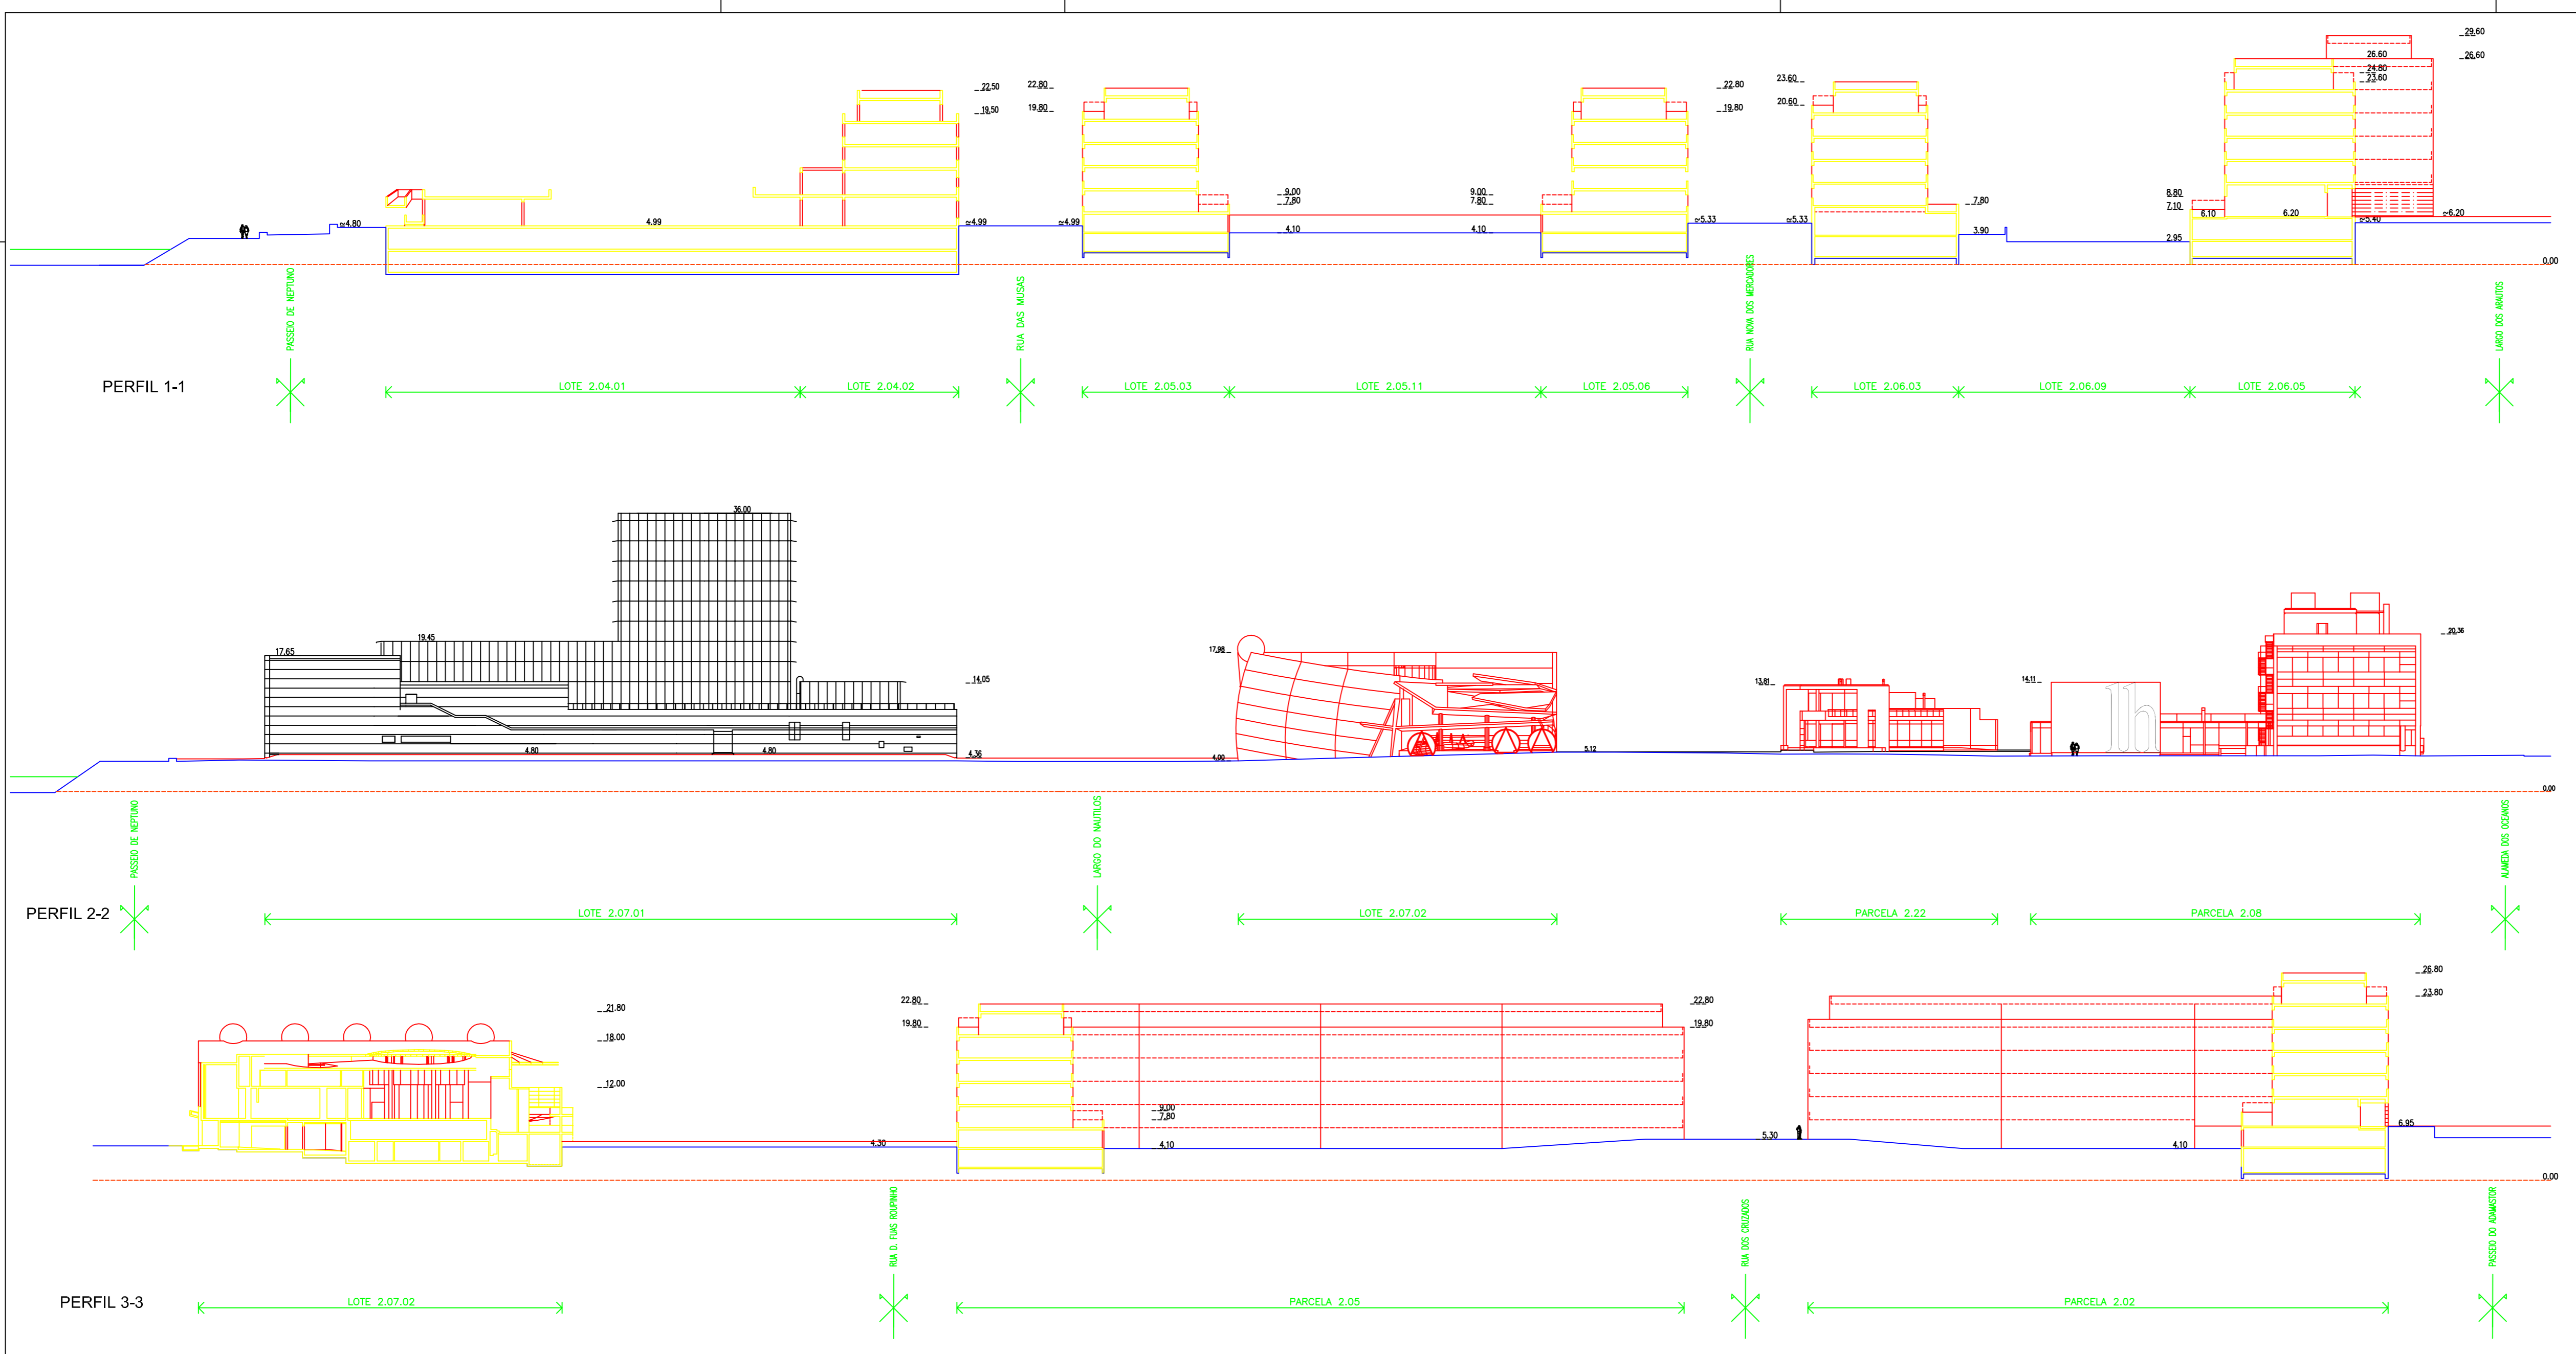 29.60
26.60 26.60
24.80
23.60
22.50 22.80 22.80 23.60
19.50 19.80 19.80 20.60
9.00 9.00 8.80
7.80 7.80 7.80 7.10
≃4.80 4.99 ≃4.99 ≃4.99 ≃5.33 ≃5.33 6.10 6.20 ≃5.40 ≃6.20
4.10 4.10 3.90 2.95
0.00
PASSEIO DE NEPTUNO
RUA DAS MUSAS
RUA NOVA DOS MERCADORES
LARGO DOS ARAUTOS
PERFIL 1-1
LOTE 2.04.01 LOTE 2.04.02 LOTE 2.05.03 LOTE 2.05.11 LOTE 2.05.06 LOTE 2.06.03 LOTE 2.06.09 LOTE 2.06.05
36.00
19.45
17.65 17.98 20.36
14.05 13.81 14.11
lh
4.80 4.80 4.36 4.00 5.12
0.00
PASSEIO DE NEPTUNO
LARGO DO NAUTILOS
ALAMEDA DOS OCEANOS
PERFIL 2-2
LOTE 2.07.01 LOTE 2.07.02 PARCELA 2.22 PARCELA 2.08
26.80
21.80 22.80 22.80 23.80
18.00 19.80 19.80
12.00
9.00
7.80
4.30 4.10 5.30 4.10 6.95
0.00
RUA D. FUAS ROUPINHO
RUA DOS CRUZADOS
PASSEIO DO ADAMASTOR
PERFIL 3-3
LOTE 2.07.02 PARCELA 2.05 PARCELA 2.02